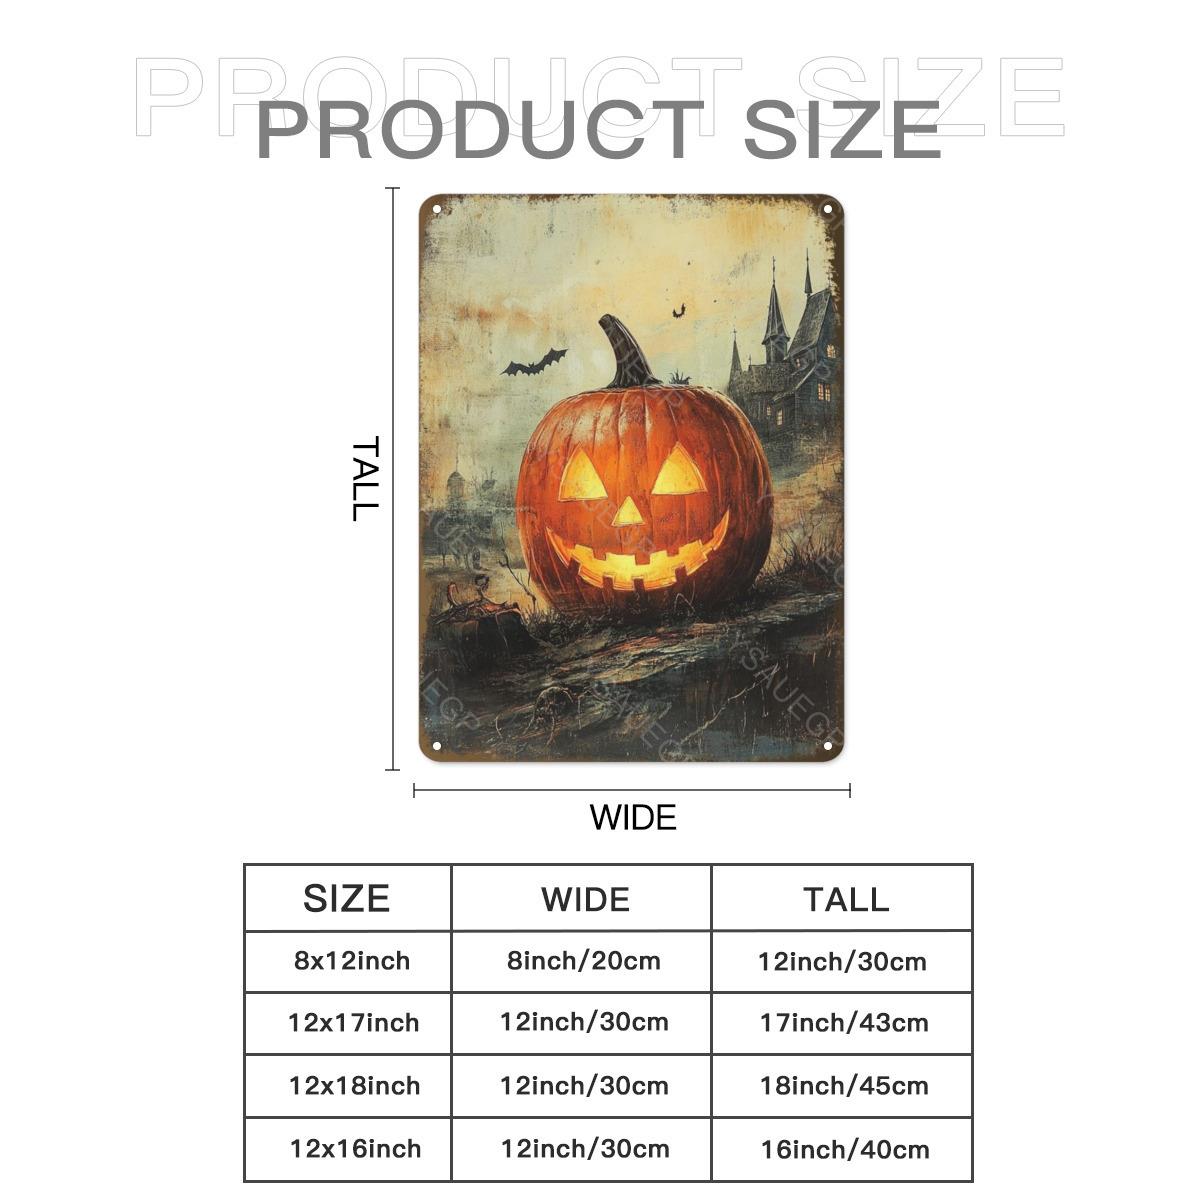 PRODUCT SIZE
PRODUCT SIZE
TALL
WIDE
SIZE WIDE TALL
8x12inch 8inch/20cm 12inch/30cm
12x17inch 12inch/30cm 17inch/43cm
12x18inch 12inch/30cm 18inch/45cm
12x16inch 12inch/30cm 16inch/40cm